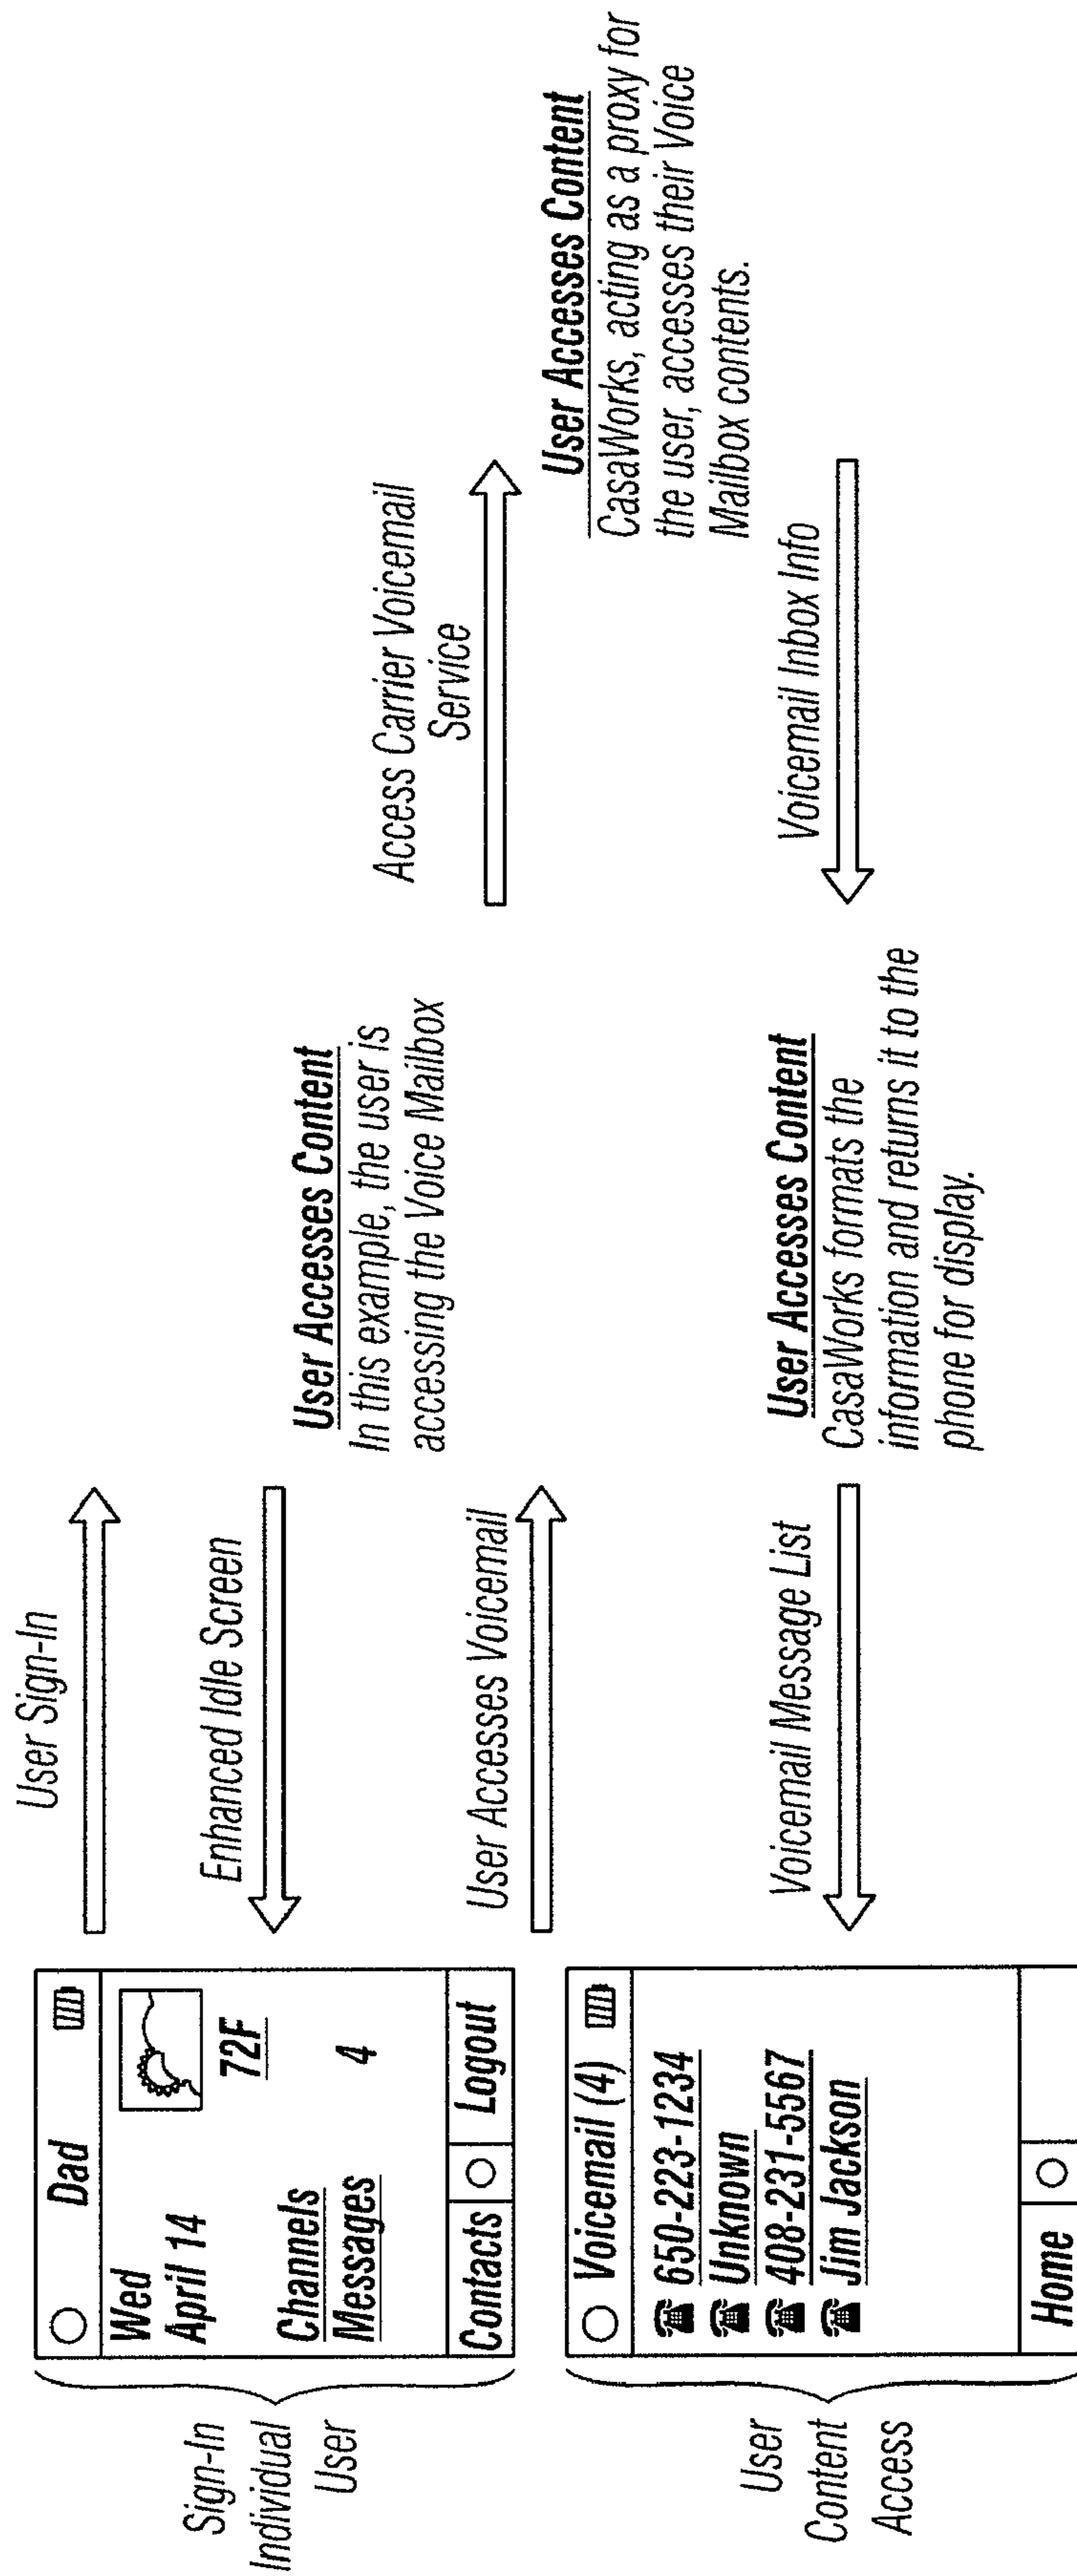 Sign-In
Individual
User
Dad
Wed
April 14
72F
Channels
Messages 4
Contacts
Logout
User Sign-In
Enhanced Idle Screen
User Accesses Content
In this example, the user is
accessing the Voice Mailbox
User Accesses Voicemail
Access Carrier Voicemail
Service
User Accesses Content
CasaWorks, acting as a proxy for
the user, accesses their Voice
Mailbox contents.
Voicemail Inbox Info
User Accesses Content
CasaWorks formats the
information and returns it to the
phone for display.
Voicemail Message List
User
Content
Access
Voicemail (4)
650-223-1234
Unknown
408-231-5567
Jim Jackson
Home